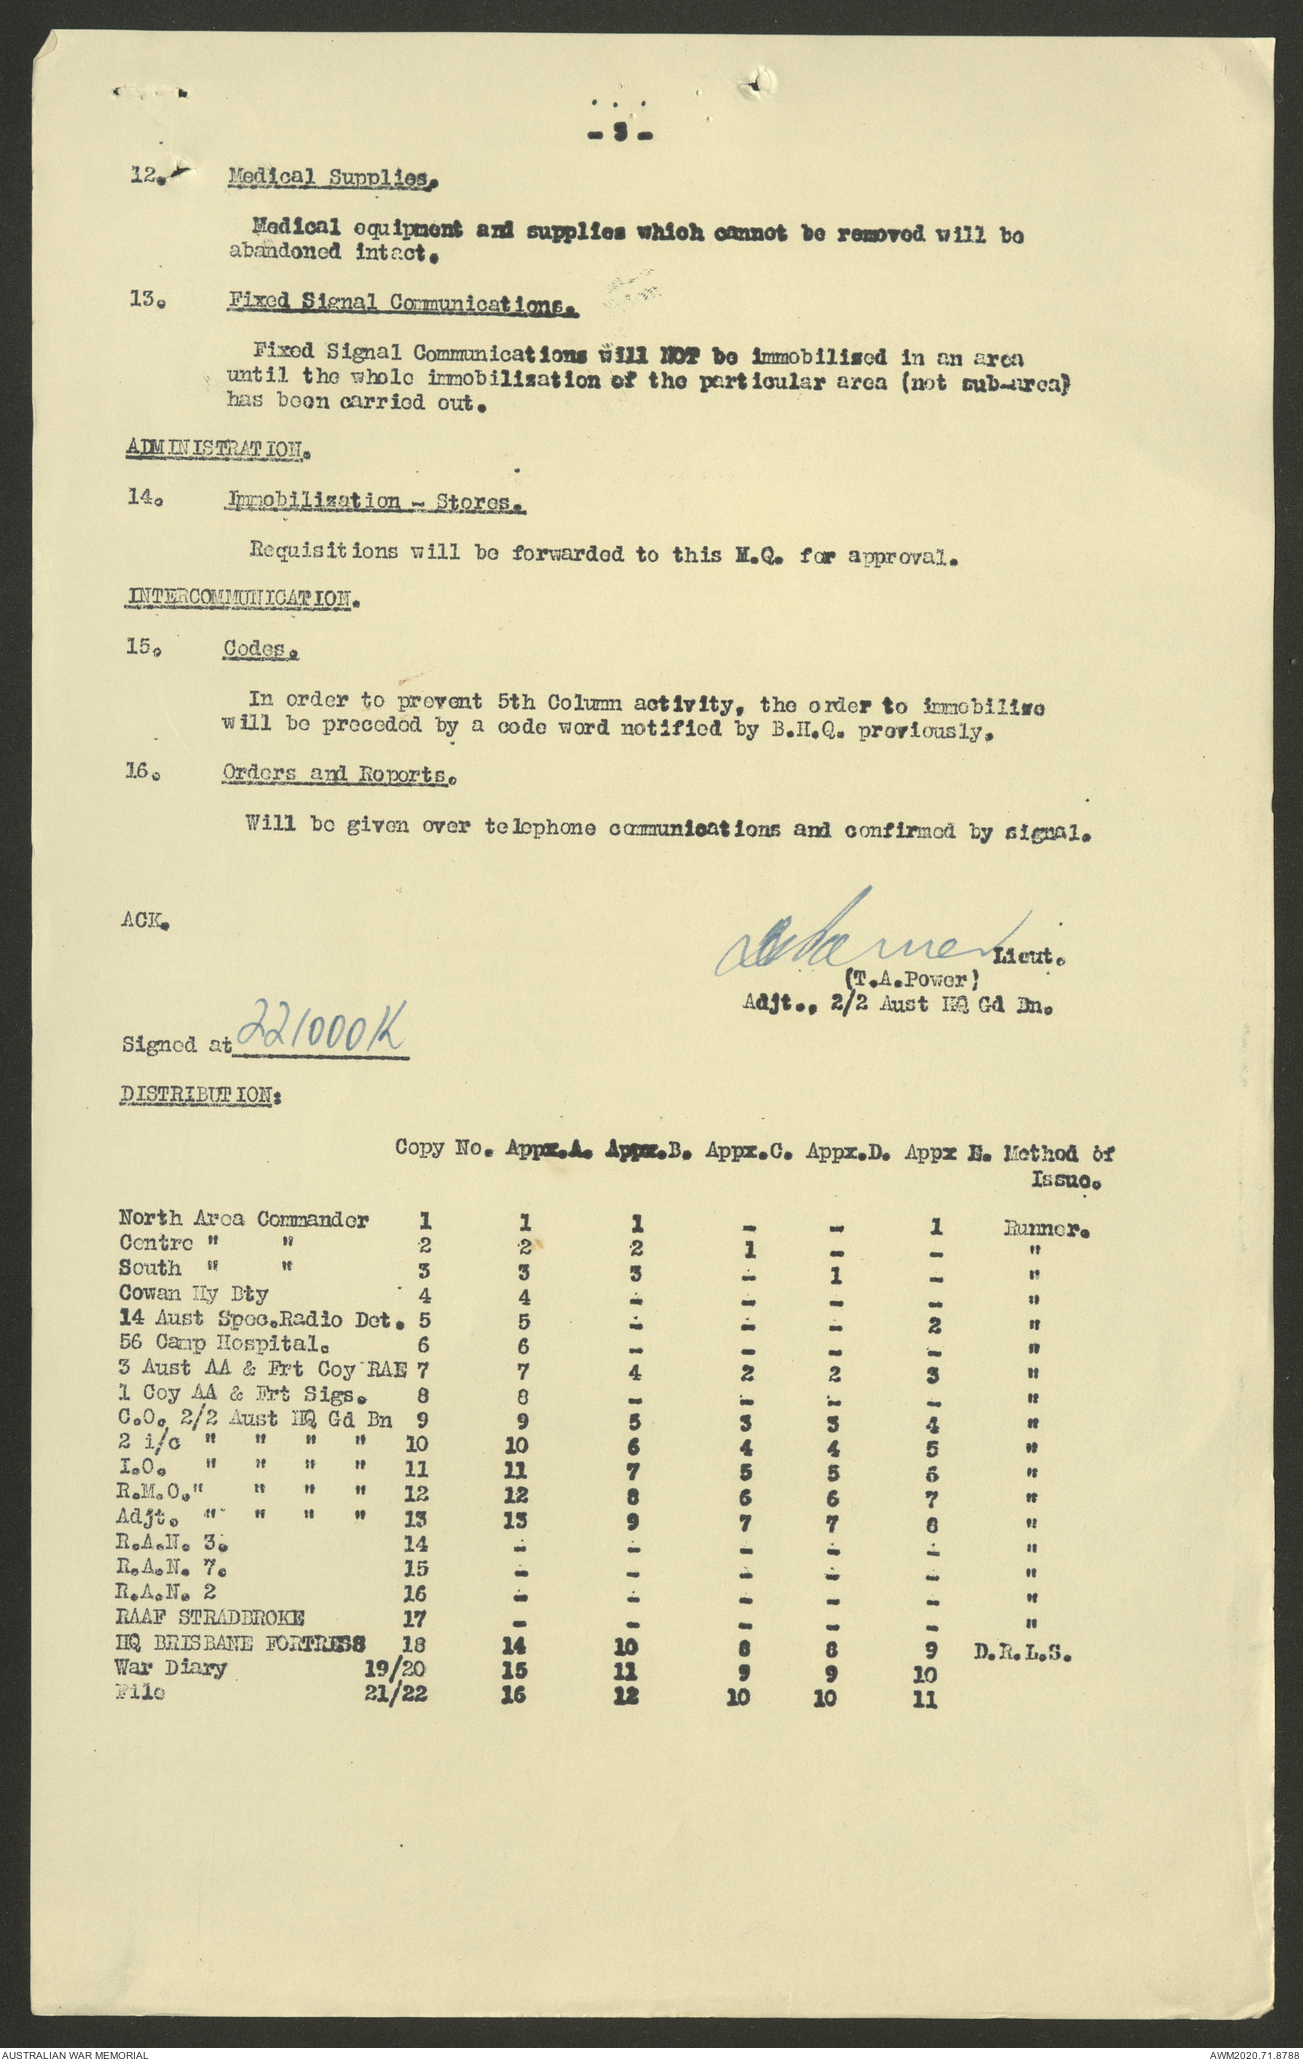 - 3 -
12. Medical Supplies.
Medical equipment and supplies which cannot be removed will be
abandoned intact.
13. Fixed Signal Communications.
Fixed Signal Communications will NOT be immobilized in an area
until the whole immobilization of the particular area (not sub-area)
has been carried out.
ADMINISTRATION.
14. Immobilization - Stores.
Requisitions will be forwarded to this H.Q. for approval.
INTERCOMMUNICATION.
15. Codes.
In order to prevent 5th Column activity, the order to immobilize
will be preceded by a code word notified by B.H.Q. previously.
16. Orders and Reports.
Will be given over telephone communications and confirmed by signal.
ACK.
Lieut.
(T.A.Power)
Adjt., 2/2 Aust HQ Gd Bn.
Signed at 221000K
DISTRIBUTION:
Copy No. Appx.A. Appx.B. Appx.C. Appx.D. Appx E. Method of
Issue.
North Area Commander 1 1 1 - - 1 Runner.
Centre " " 2 2 2 1 - - "
South " " 3 3 3 - 1 - "
Cowan Hy Bty 4 4 - - - - "
14 Aust Spec.Radio Det. 5 5 - - - 2 "
56 Camp Hospital. 6 6 - - - - "
3 Aust AA & Frt Coy RAE 7 7 4 2 2 3 "
1 Coy AA & Frt Sigs. 8 8 - - - - "
C.O. 2/2 Aust HQ Gd Bn 9 9 5 3 3 4 "
2 i/c " " " " 10 10 6 4 4 5 "
I.O. " " " " 11 11 7 5 5 6 "
R.M.O." " " " 12 12 8 6 6 7 "
Adjt. " " " " 13 13 9 7 7 8 "
R.A.N. 3. 14 - - - - - "
R.A.N. 7. 15 - - - - - "
R.A.N. 2 16 - - - - - "
RAAF STRADBROKE 17 - - - - - "
HQ BRISBANE FORTRESS 18 14 10 8 8 9 D.R.L.S.
War Diary 19/20 15 11 9 9 10
File 21/22 16 12 10 10 11
AUSTRALIAN WAR MEMORIAL AWM2020.71.8788